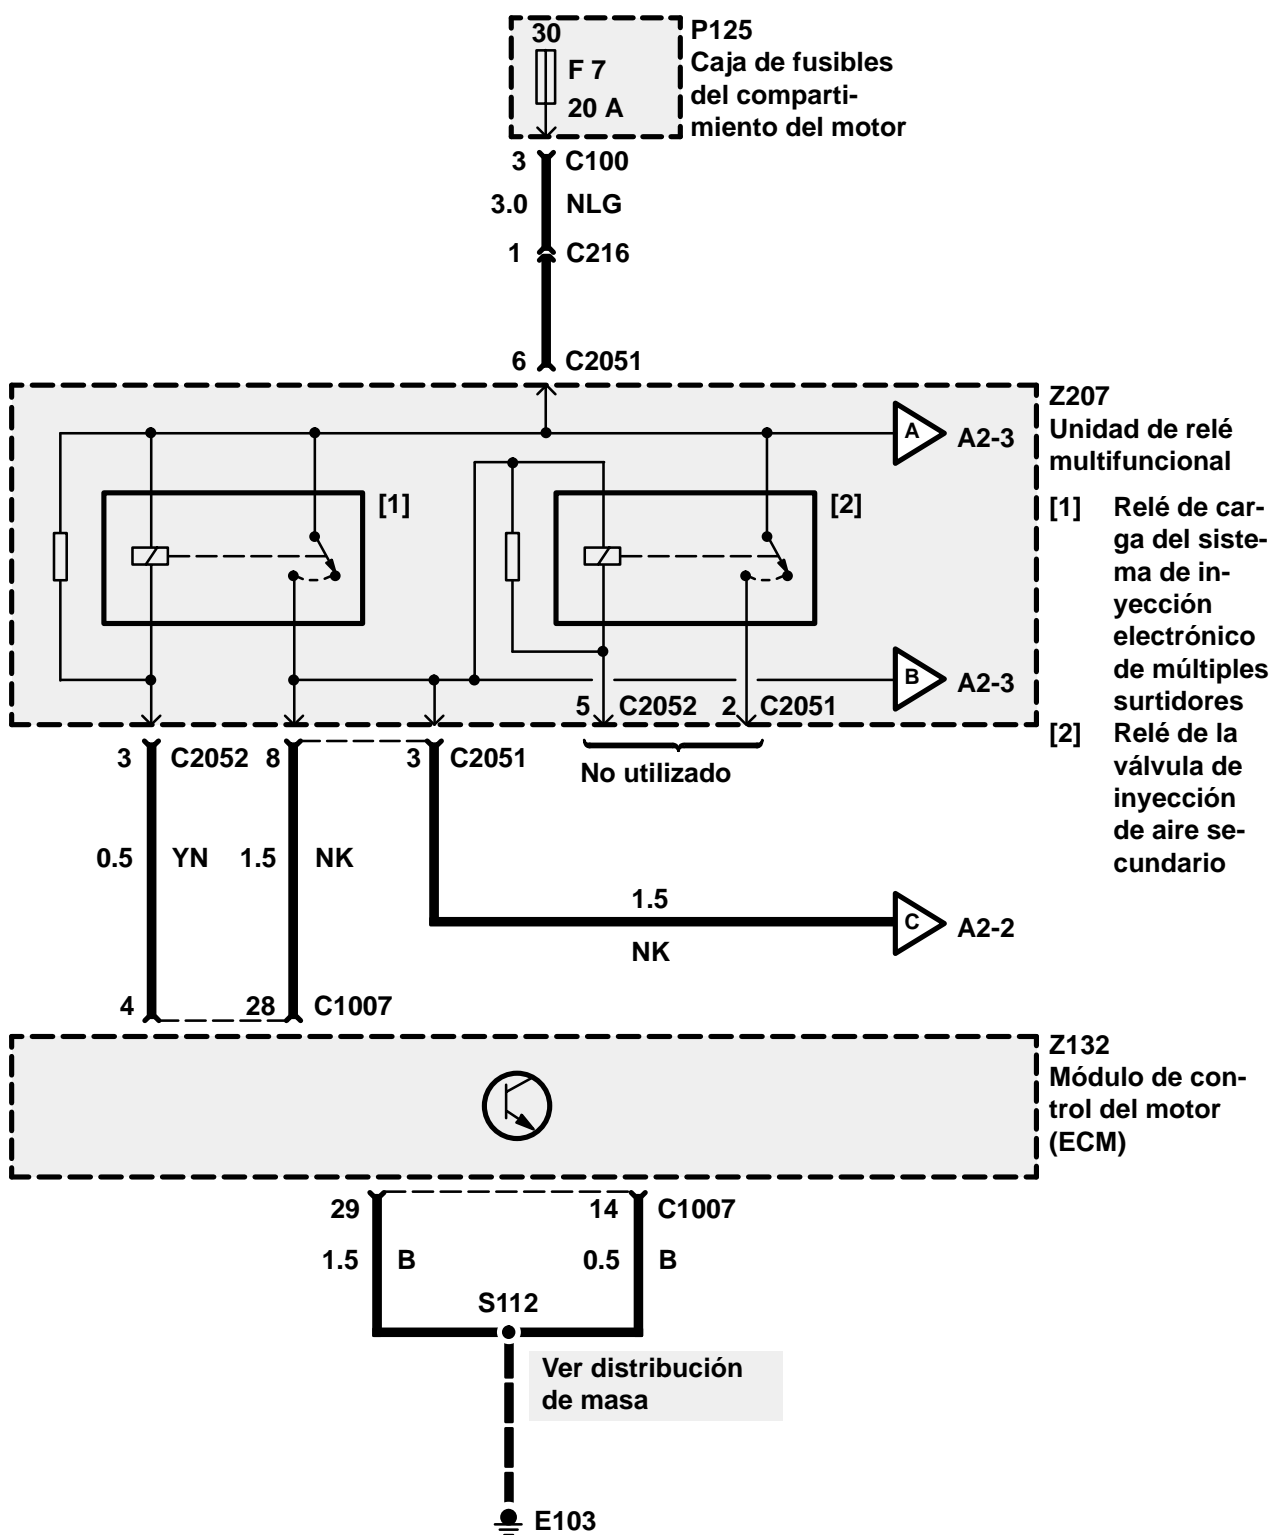 30
F 7
20 A
P125
Caja de fusibles
del comparti-
miento del motor
3 C100
3.0 NLG
1 C216
6 C2051
Z207
Unidad de relé
multifuncional
A A2-3
[1]
[2]
[1] Relé de car-
ga del siste-
ma de in-
yección
electrónico
de múltiples
surtidores
[2] Relé de la
válvula de
inyección
de aire se-
cundario
B A2-3
5 C2052 2 C2051
3 C2052 8 3 C2051
No utilizado
0.5 YN 1.5 NK
1.5
NK
C A2-2
4 28 C1007
Z132
Módulo de con-
trol del motor
(ECM)
29 14 C1007
1.5 B 0.5 B
S112
Ver distribución
de masa
E103